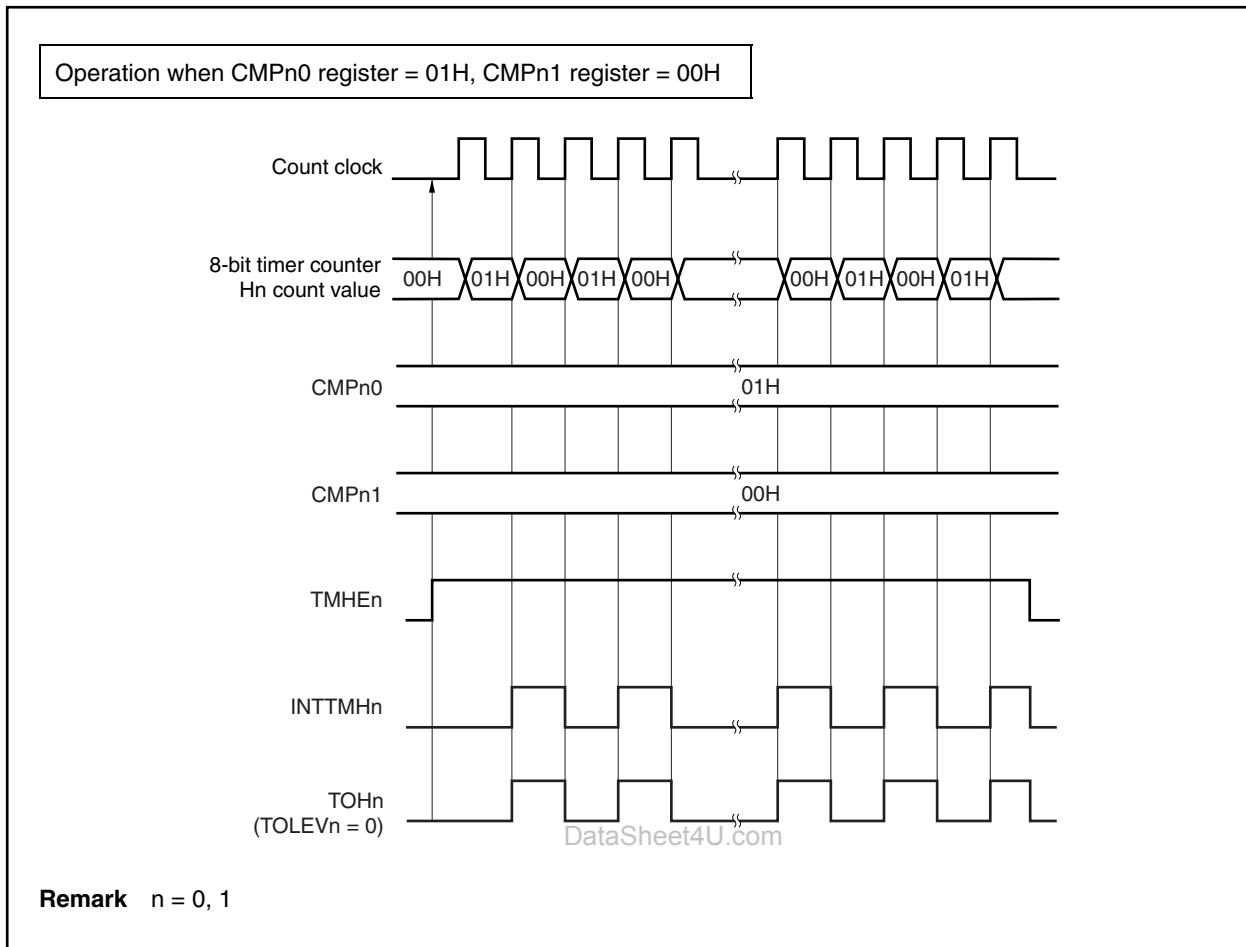 Operation when CMPn0 register = 01H, CMPn1 register = 00H
Count clock
8-bit timer counter
Hn count value
00H 01H 00H 01H 00H 00H 01H 00H 01H
CMPn0
01H
CMPn1
00H
TMHEn
INTTMHn
TOHn
(TOLEVn = 0)
DataSheet4U.com
Remark n = 0, 1